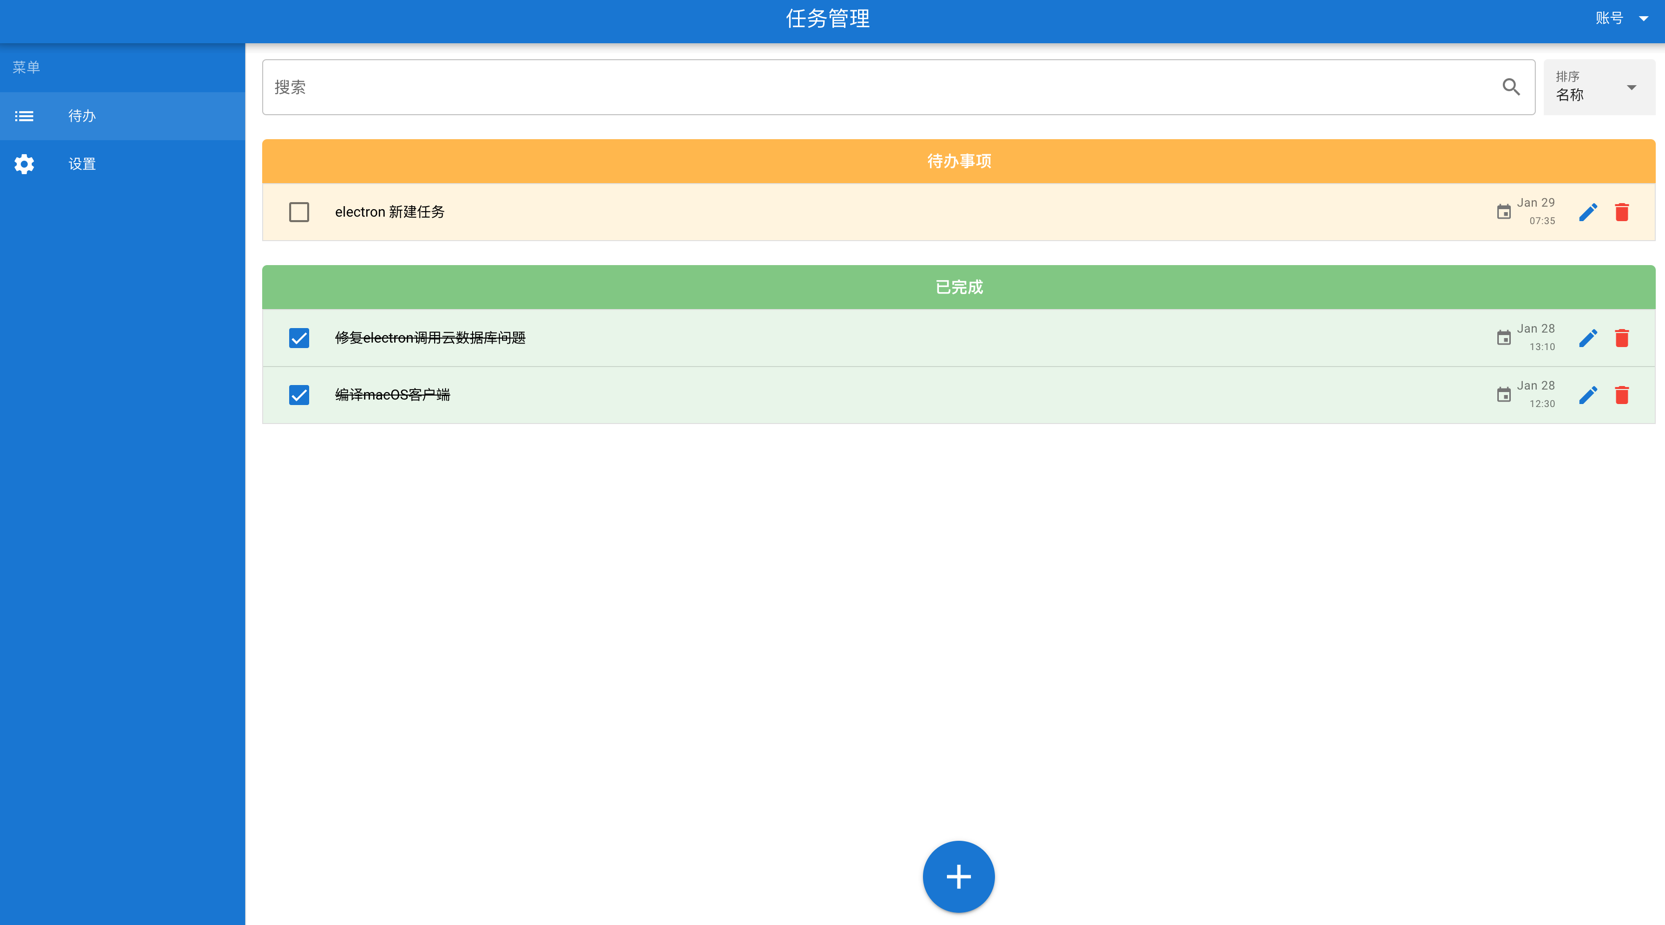 任务管理
账号
菜单
待办
设置
搜索
排序
名称
待办事项
electron 新建任务
Jan 29
07:35
已完成
修复electron调用云数据库问题
Jan 28
13:10
编译macOS客户端
Jan 28
12:30